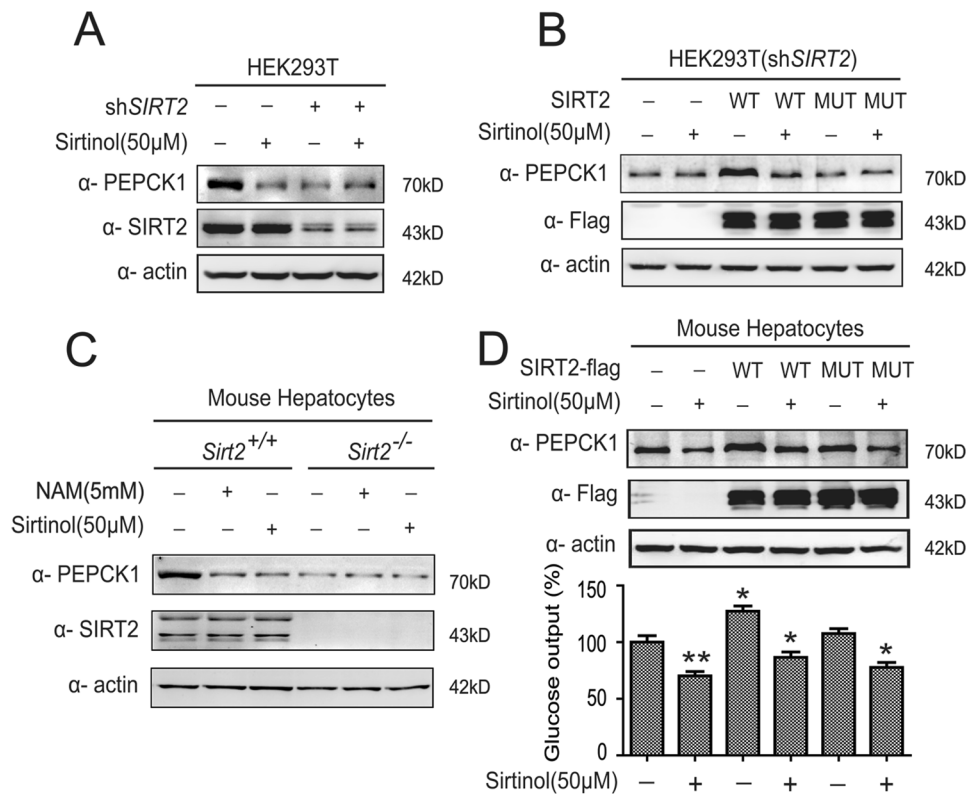 A
HEK293T
shSIRT2 – – + +
Sirtinol(50µM) – + – +
α- PEPCK1 70kD
α- SIRT2 43kD
α- actin 42kD
B
HEK293T(shSIRT2)
SIRT2 – – WT WT MUT MUT
Sirtinol(50µM) – + – + – +
α- PEPCK1 70kD
α- Flag 43kD
α- actin 42kD
C
Mouse Hepatocytes
Sirt2+/+ Sirt2-/-
NAM(5mM) – + – – + –
Sirtinol(50µM) – – + – – +
α- PEPCK1 70kD
α- SIRT2 43kD
α- actin 42kD
D
Mouse Hepatocytes
SIRT2-flag – – WT WT MUT MUT
Sirtinol(50µM) – + – + – +
α- PEPCK1 70kD
α- Flag 43kD
α- actin 42kD
Glucose output (%)
150
100
50
0
** * * *
Sirtinol(50µM) – + – + – +